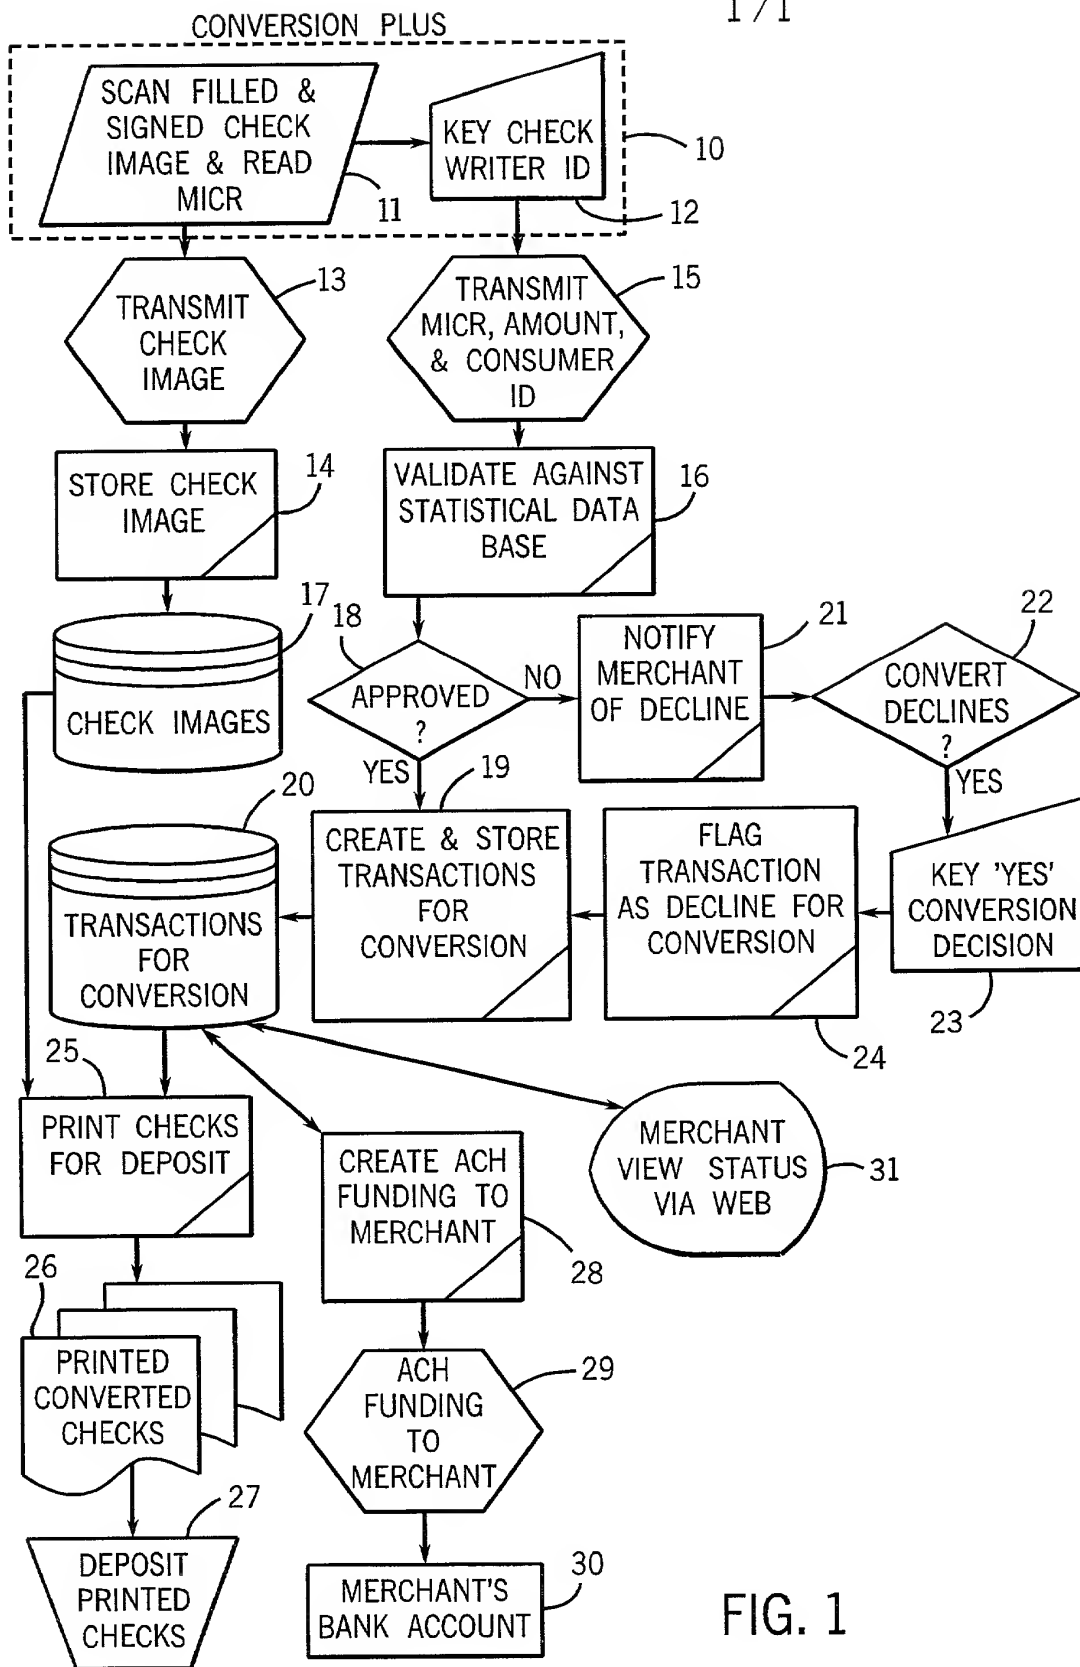 1/1
CONVERSION PLUS
SCAN FILLED &
SIGNED CHECK
IMAGE & READ
MICR
11
KEY CHECK
WRITER ID
10
12
TRANSMIT
CHECK
IMAGE
13
TRANSMIT
MICR, AMOUNT,
& CONSUMER
ID
15
STORE CHECK
IMAGE
14
VALIDATE AGAINST
STATISTICAL DATA
BASE
16
17
CHECK IMAGES
18
APPROVED
?
NO
YES
NOTIFY
MERCHANT
OF DECLINE
21
CONVERT
DECLINES
?
22
YES
20
TRANSACTIONS
FOR
CONVERSION
19
CREATE & STORE
TRANSACTIONS
FOR
CONVERSION
FLAG
TRANSACTION
AS DECLINE FOR
CONVERSION
24
KEY 'YES'
CONVERSION
DECISION
23
25
PRINT CHECKS
FOR DEPOSIT
CREATE ACH
FUNDING TO
MERCHANT
28
MERCHANT
VIEW STATUS
VIA WEB
31
26
PRINTED
CONVERTED
CHECKS
ACH
FUNDING
TO
MERCHANT
29
27
DEPOSIT
PRINTED
CHECKS
MERCHANT'S
BANK ACCOUNT
30
FIG. 1